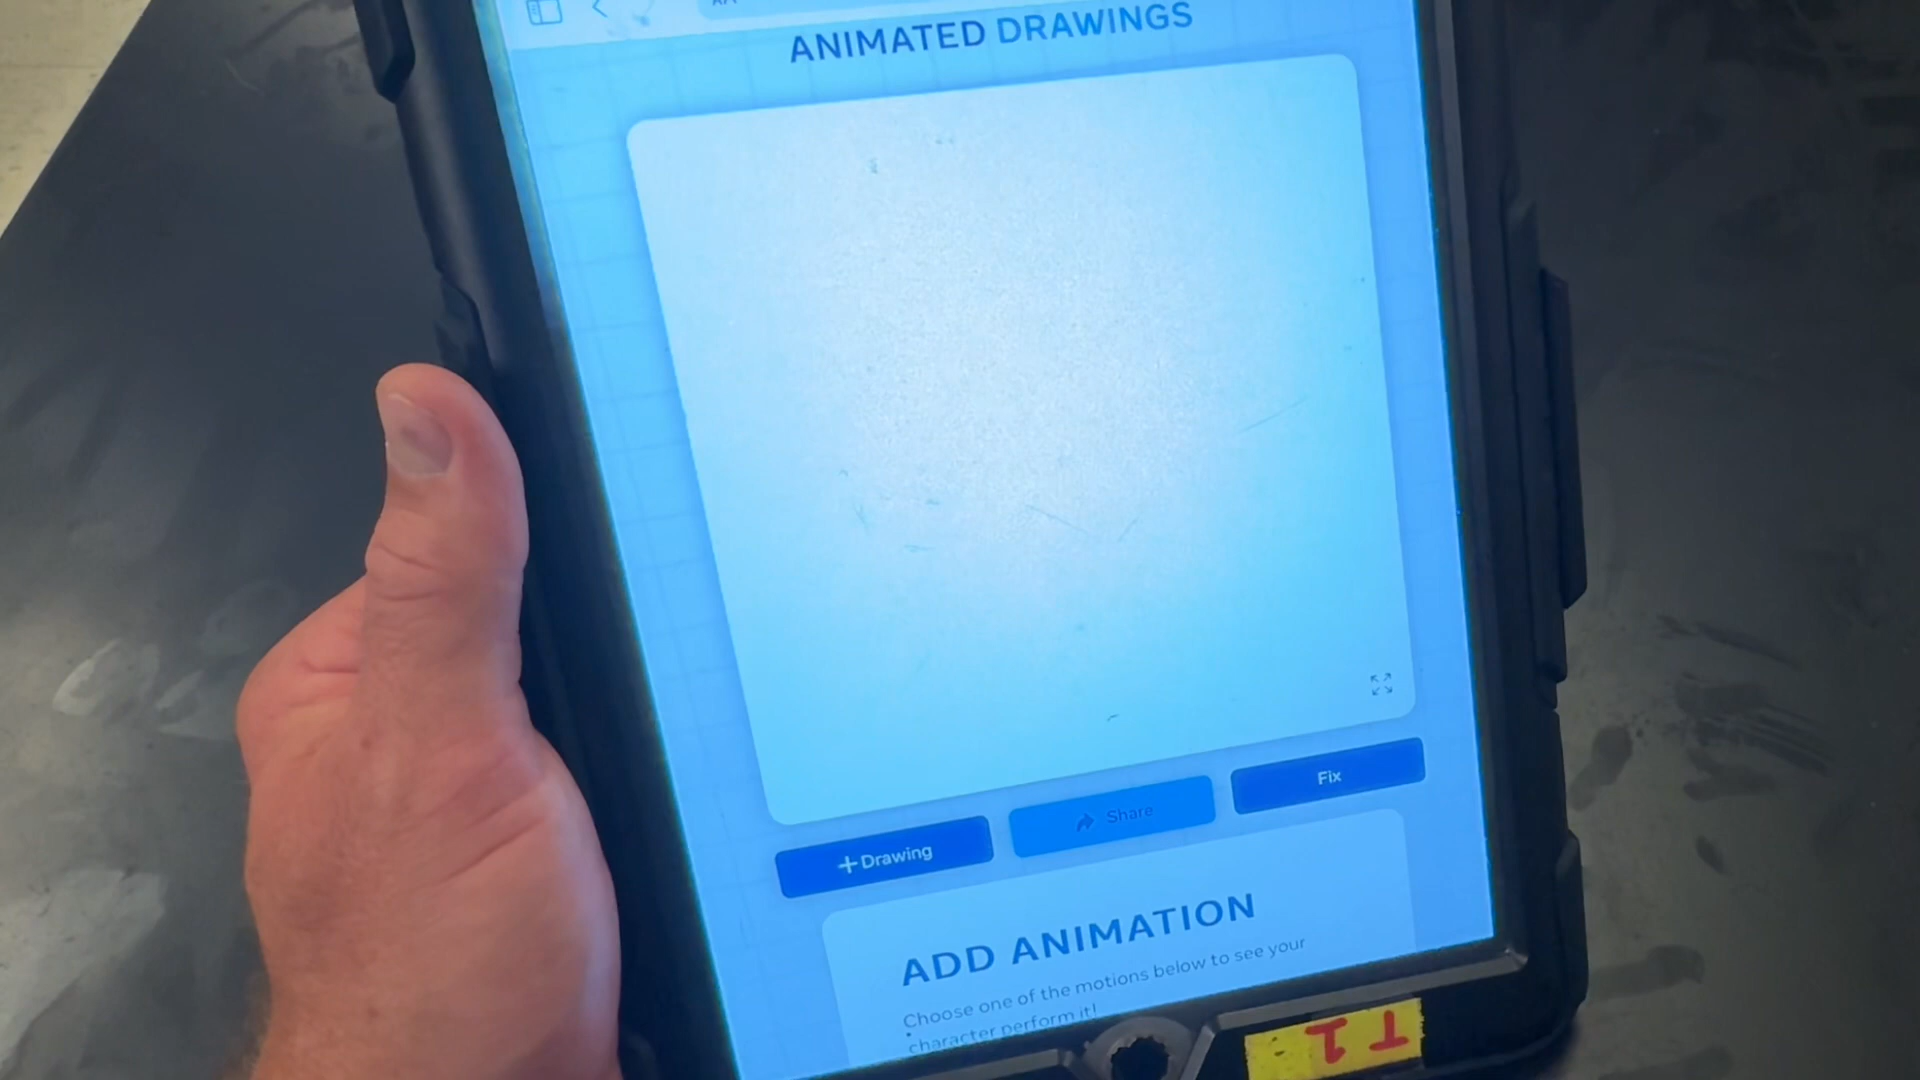 AA
ANIMATED DRAWINGS
+Drawing
Share
Fix
ADD ANIMATION
Choose one of the motions below to see your
character perform it!
T1